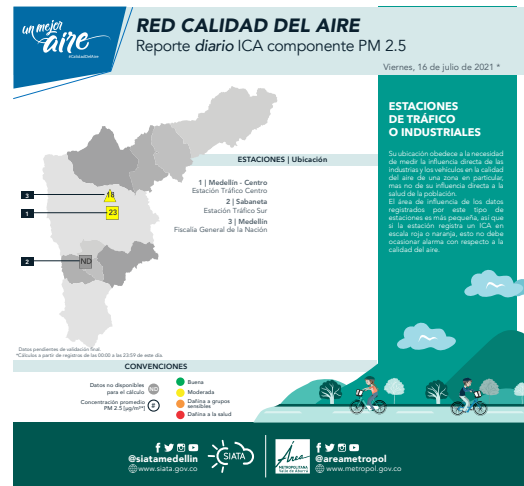 un mejor
aire
#CalidadDelAire
RED CALIDAD DEL AIRE
Reporte diario ICA componente PM 2.5
Viernes, 16 de julio de 2021 *
ESTACIONES | Ubicación
1 | Medellín - Centro
Estación Tráfico Centro
2 | Sabaneta
Estación Tráfico Sur
3 | Medellín
Fiscalia General de la Nación
3
18
1
23
2
ND
ESTACIONES
DE TRÁFICO
O INDUSTRIALES
Su ubicación obedece a la necesidad
de medir la influencia directa de las
industrias y los vehículos en la calidad
del aire de una zona en particular,
mas no de su influencia directa a la
salud de la población.
El área de influencia de los datos
registrados por este tipo de
estaciones es más pequeña, así que
si la estación registra un ICA en
escala roja o naranja, esto no debe
ocasionar alarma con respecto a la
calidad del aire.
Datos pendientes de validación final.
*Cálculos a partir de registros de las 00:00 a las 23:59 de este día.
CONVENCIONES
Datos no disponibles
para el cálculo
ND
Concentración promedio
PM 2.5 [µg/m³*]
#
Buena
Moderada
Dañina a grupos
sensibles
Dañina a la salud
@siatamedellin
www.siata.gov.co
SIATA
Área
METROPOLITANA
Valle de Aburrá
@areametropol
www.metropol.gov.co